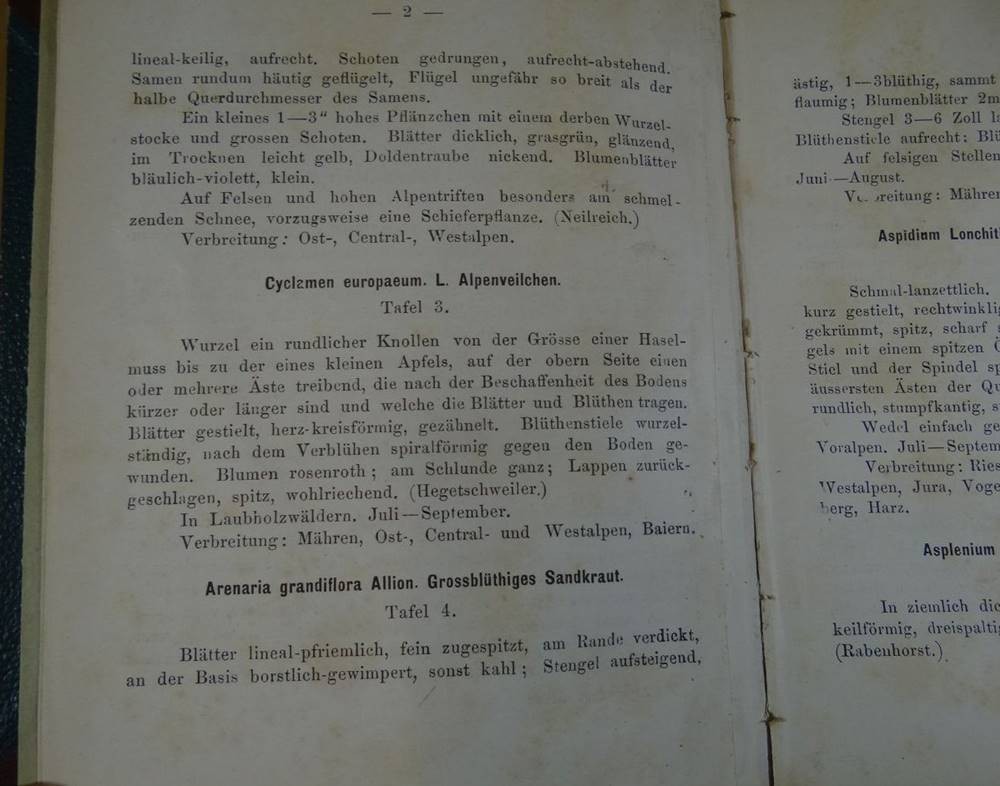 — 2 —
lineal-keilig, aufrecht. Schoten gedrungen, aufrecht-abstehend.
Samen rundum häutig geflügelt, Flügel ungefähr so breit als der
halbe Querdurchmesser des Samens.
Ein kleines 1—3" hohes Pflänzchen mit einem derben Wurzel-
stocke und grossen Schoten. Blätter dicklich, grasgrün, glänzend,
im Trocknen leicht gelb, Doldentraube nickend. Blumenblätter
bläulich-violett, klein.
Auf Felsen und hohen Alpentriften besonders am schmel-
zenden Schnee, vorzugsweise eine Schieferpflanze. (Neilreich.)
Verbreitung: Ost-, Central-, Westalpen.
Cyclamen europaeum. L. Alpenveilchen.
Tafel 3.
Wurzel ein rundlicher Knollen von der Grösse einer Hasel-
muss bis zu der eines kleinen Apfels, auf der obern Seite einen
oder mehrere Äste treibend, die nach der Beschaffenheit des Bodens
kürzer oder länger sind und welche die Blätter und Blüthen tragen.
Blätter gestielt, herz-kreisförmig, gezähnelt. Blüthenstiele wurzel-
ständig, nach dem Verblühen spiralförmig gegen den Boden ge-
wunden. Blumen rosenroth; am Schlunde ganz; Lappen zurück-
geschlagen, spitz, wohlriechend. (Hegetschweiler.)
In Laubholzwäldern. Juli—September.
Verbreitung: Mähren, Ost-, Central- und Westalpen, Baiern.
Arenaria grandiflora Allion. Grossblüthiges Sandkraut.
Tafel 4.
Blätter lineal-pfriemlich, fein zugespitzt, am Rande verdickt,
an der Basis borstlich-gewimpert, sonst kahl; Stengel aufsteigend,
ästig, 1—3blüthig, sammt
flaumig; Blumenblätter 2m
Stengel 3—6 Zoll
Blüthenstiele aufrecht:
Auf felsigen Stellen
Juni—August.
Verbreitung:
Aspidium
Schmal-lanzettlich.
kurz gestielt,
gekrümmt, spitz, scharf
gels mit einem spitzen
Stiel und der Spindel
äussersten Ästen der
rundlich, stumpfkantig,
Wedel einfach
Voralpen. Juli—
Verbreitung:
Westalpen, Jura,
berg, Harz.
Asplenium
In ziemlich
keilförmig,
(Rabenhorst.)